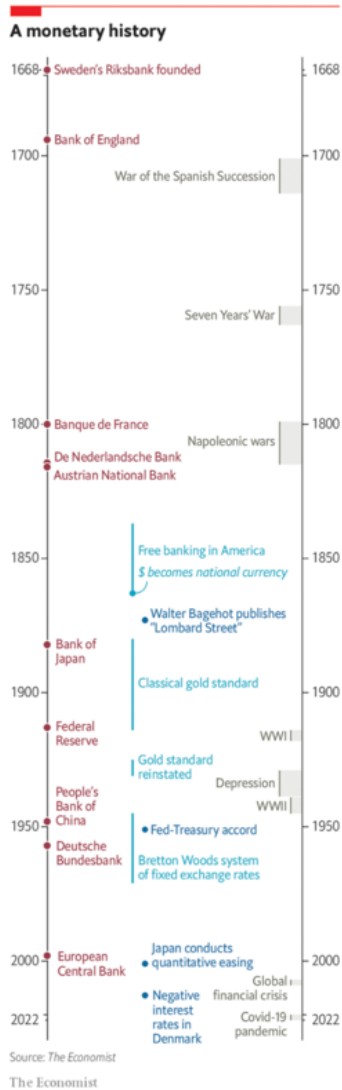 A monetary history
1668
Sweden's Riksbank founded
1668
Bank of England
1700
1700
War of the Spanish Succession
1750
1750
Seven Years' War
1800
Banque de France
1800
Napoleonic wars
De Nederlandsche Bank
Austrian National Bank
1850
Free banking in America
1850
$ becomes national currency
Walter Bagehot publishes
"Lombard Street"
Bank of
Japan
Classical gold standard
1900
1900
Federal
Reserve
WWI
Gold standard
reinstated
Depression
People's
Bank of
China
WWII
1950
Fed-Treasury accord
1950
Deutsche
Bundesbank
Bretton Woods system
of fixed exchange rates
Japan conducts
quantitative easing
2000
European
Central Bank
2000
Global
financial crisis
Negative
interest
rates in
Denmark
Covid-19
pandemic
2022
2022
Source: The Economist
The Economist